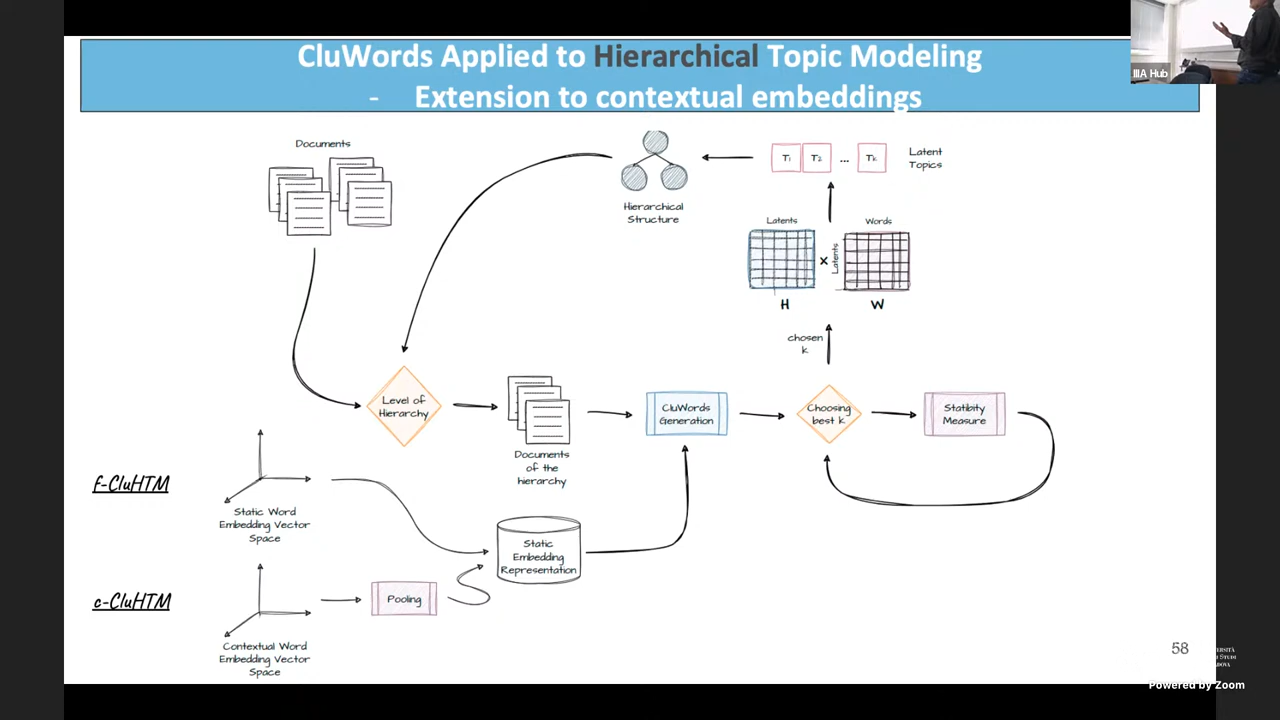 CluWords Applied to Hierarchical Topic Modeling
- Extension to contextual embeddings
IIIA Hub
Documents
Hierarchical
Structure
T1
T2
...
Tk
Latent
Topics
Latents
Words
Latents
x
H
W
chosen
k
Level of
Hierarchy
Documents
of the
hierarchy
CluWords
Generation
Choosing
best k
Statibity
Measure
f-CluHTM
Static Word
Embedding Vector
Space
Static
Embedding
Representation
c-CluHTM
Pooling
Contextual Word
Embedding Vector
Space
58
Powered by Zoom